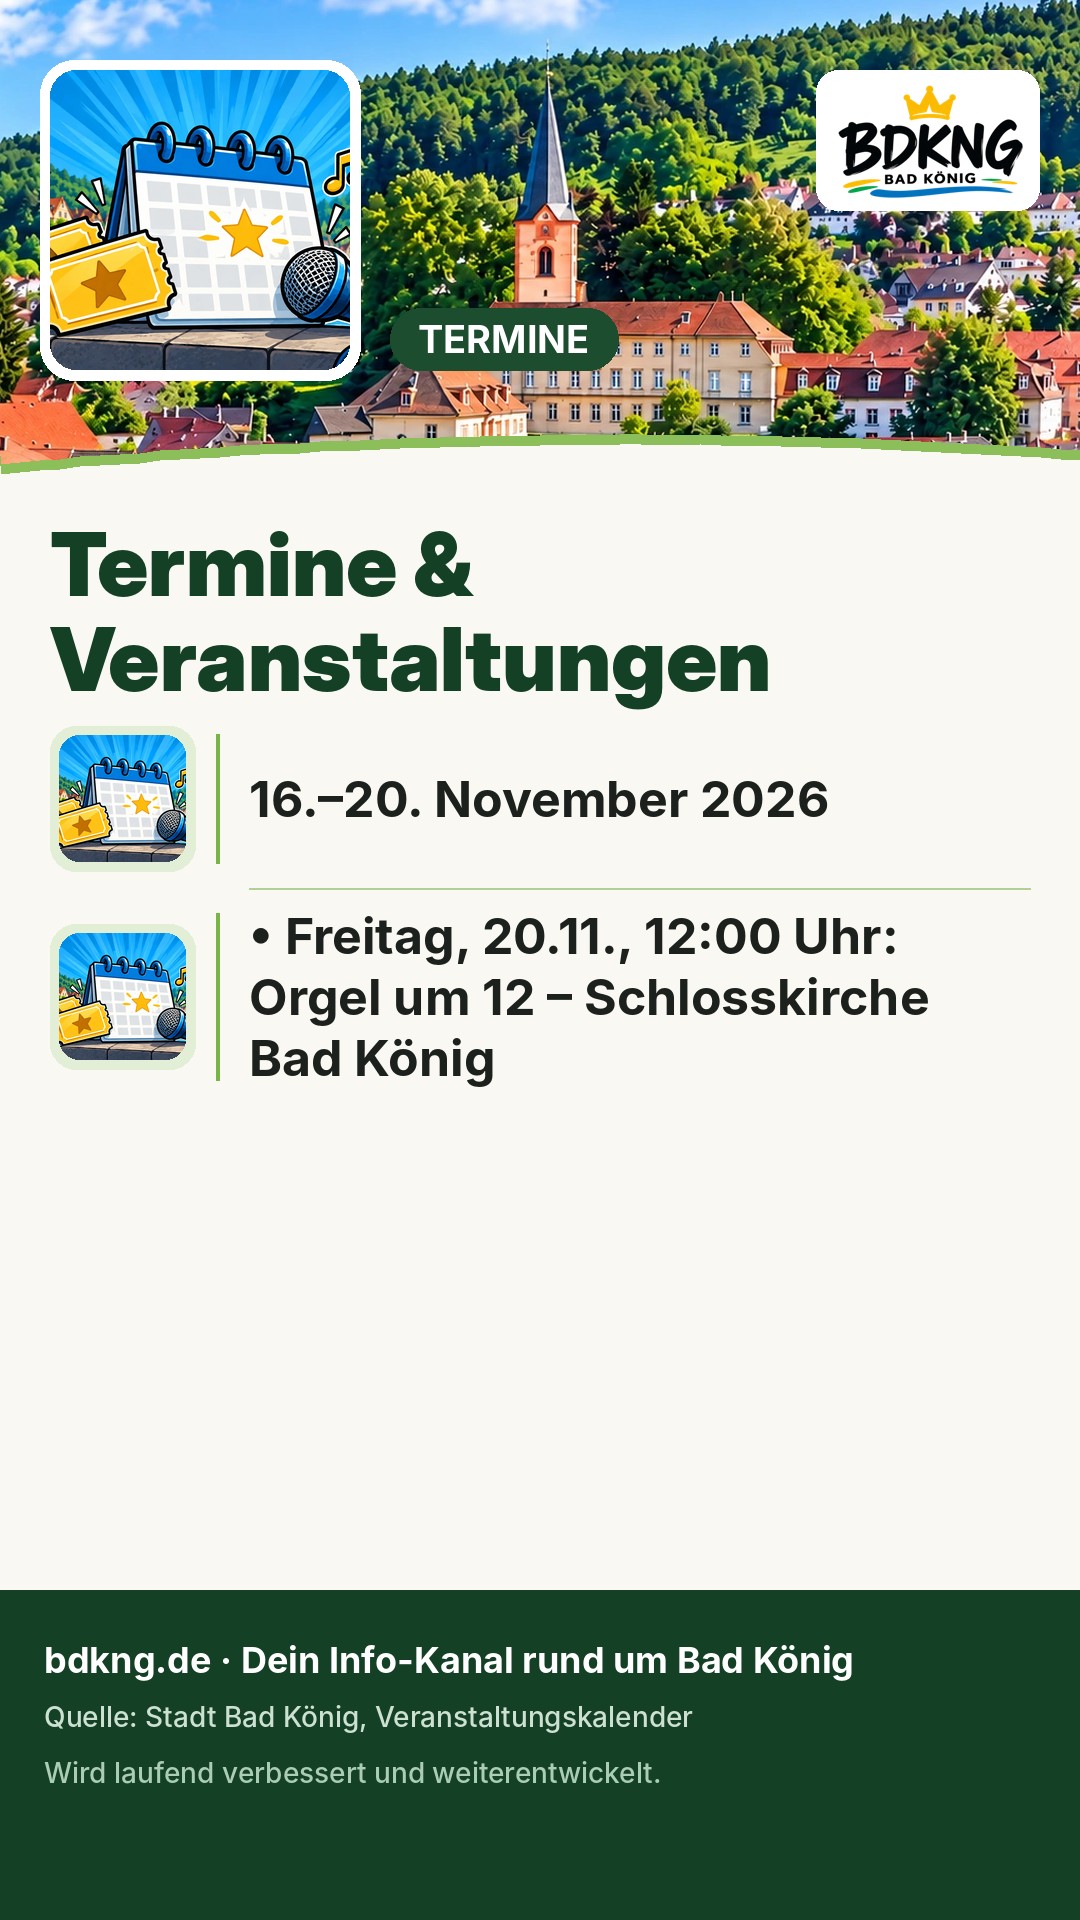 BDKNG
BAD KÖNIG
TERMINE
Termine &
Veranstaltungen
16.–20. November 2026
• Freitag, 20.11., 12:00 Uhr:
Orgel um 12 – Schlosskirche
Bad König
bdkng.de · Dein Info-Kanal rund um Bad König
Quelle: Stadt Bad König, Veranstaltungskalender
Wird laufend verbessert und weiterentwickelt.